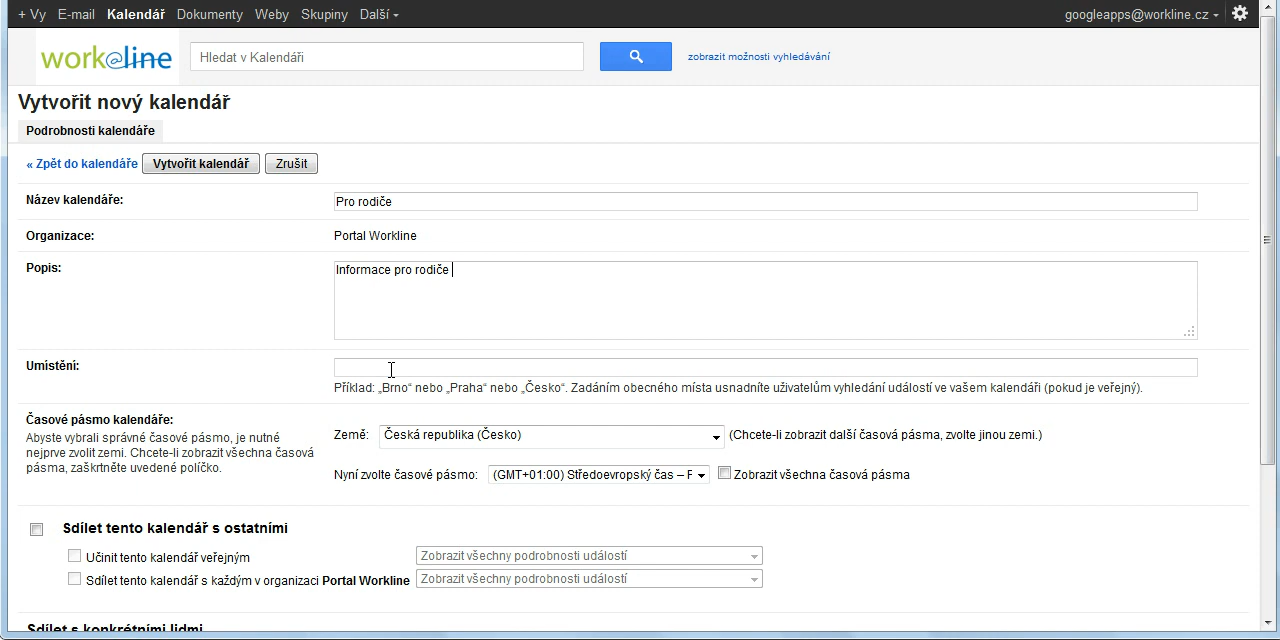 + Vy E-mail Kalendář Dokumenty Weby Skupiny Další googleapps@workline.cz
work@line Hledat v Kalendáři zobrazit možnosti vyhledávání
Vytvořit nový kalendář
Podrobnosti kalendáře
« Zpět do kalendáře Vytvořit kalendář Zrušit
Název kalendáře: Pro rodiče
Organizace: Portal Workline
Popis: Informace pro rodiče
Umístění:
Příklad: „Brno“ nebo „Praha“ nebo „Česko“. Zadáním obecného místa usnadníte uživatelům vyhledání událostí ve vašem kalendáři (pokud je veřejný).
Časové pásmo kalendáře:
Abyste vybrali správné časové pásmo, je nutné
nejprve zvolit zemi. Chcete-li zobrazit všechna časová
pásma, zaškrtněte uvedené políčko.
Země: Česká republika (Česko) (Chcete-li zobrazit další časová pásma, zvolte jinou zemi.)
Nyní zvolte časové pásmo: (GMT+01:00) Středoevropský čas – Zobrazit všechna časová pásma
Sdílet tento kalendář s ostatními
Učinit tento kalendář veřejným Zobrazit všechny podrobnosti událostí
Sdílet tento kalendář s každým v organizaci Portal Workline Zobrazit všechny podrobnosti událostí
Sdílet s konkrétními lidmi